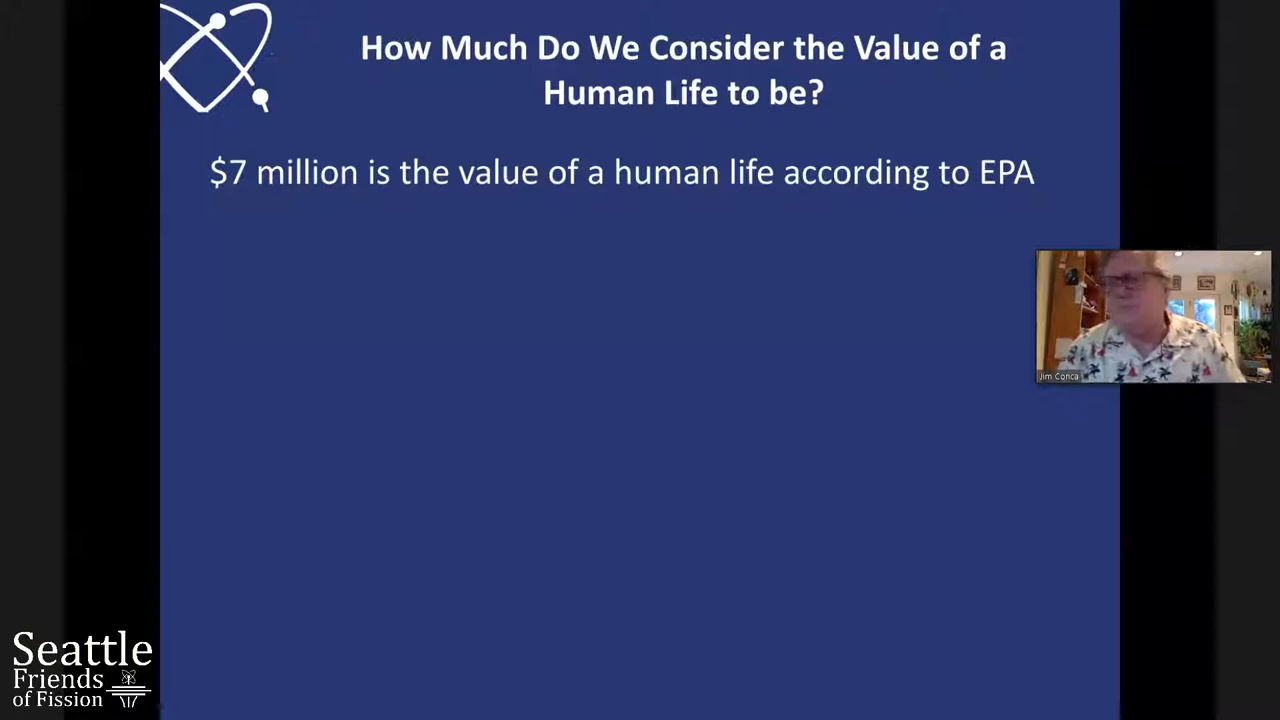 How Much Do We Consider the Value of a
Human Life to be?
$7 million is the value of a human life according to EPA
Jim Conca
Seattle
Friends
of Fission